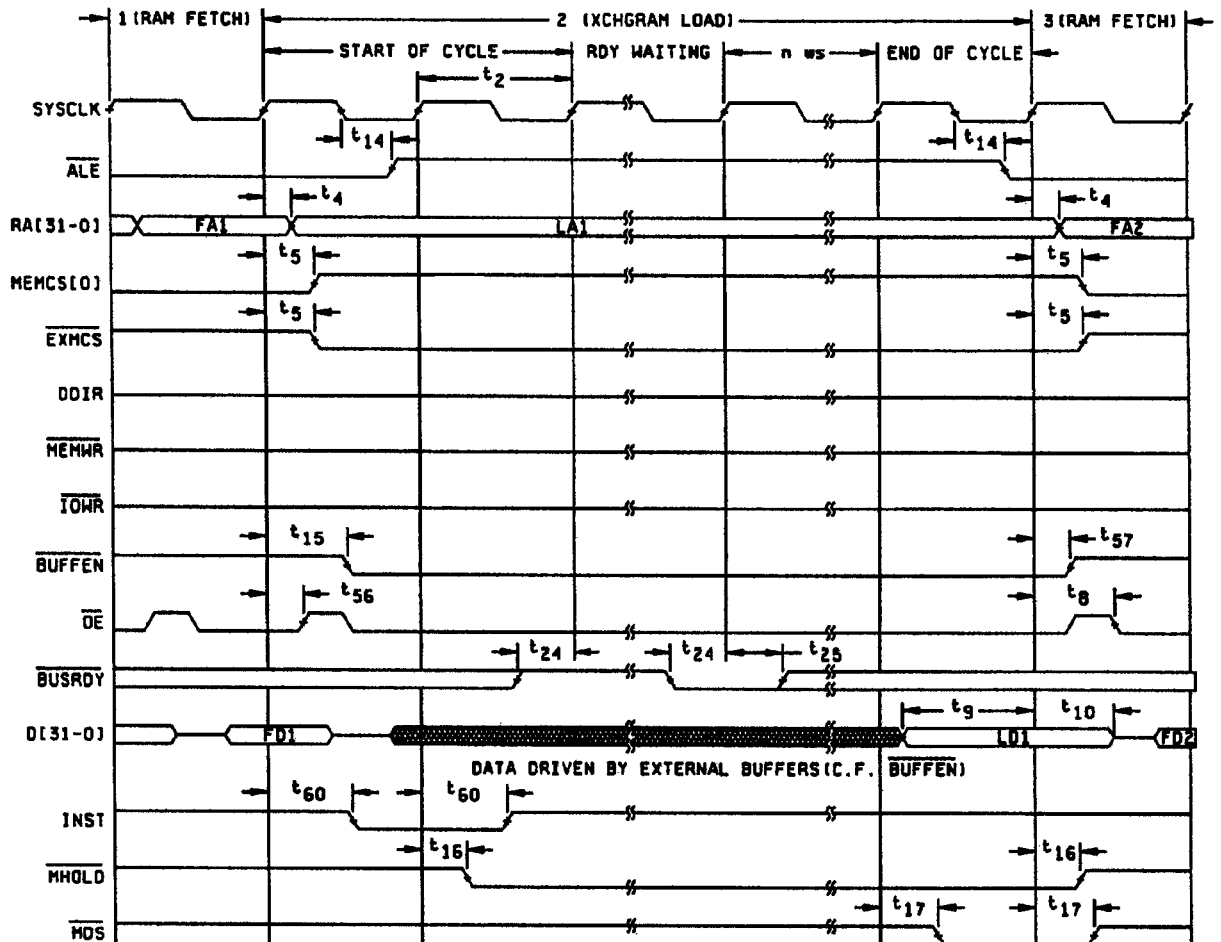 1 (RAM FETCH) 2 (XCHGRAM LOAD) 3 (RAM FETCH)
START OF CYCLE RDY WAITING n ws END OF CYCLE
t2
SYSCLK
t14 t14
ALE
t4 t4
RA[31-0] FA1 LA1 FA2
t5 t5
MEMCS[0]
t5 t5
EXMCS
DDIR
MEMWR
IOWR
t15 t57
BUFFEN
t56 t8
OE
t24 t24 t25
BUSRDY
t9 t10
D[31-0] FD1 LD1 FD2
DATA DRIVEN BY EXTERNAL BUFFERS(C.F. BUFFEN)
t60 t60
INST
t16 t16
MHOLD
t17 t17
MDS